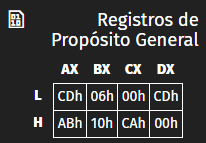 Registros de
Propósito General
AX BX CX DX
L CDh 06h 00h CDh
H ABh 10h CAh 00h